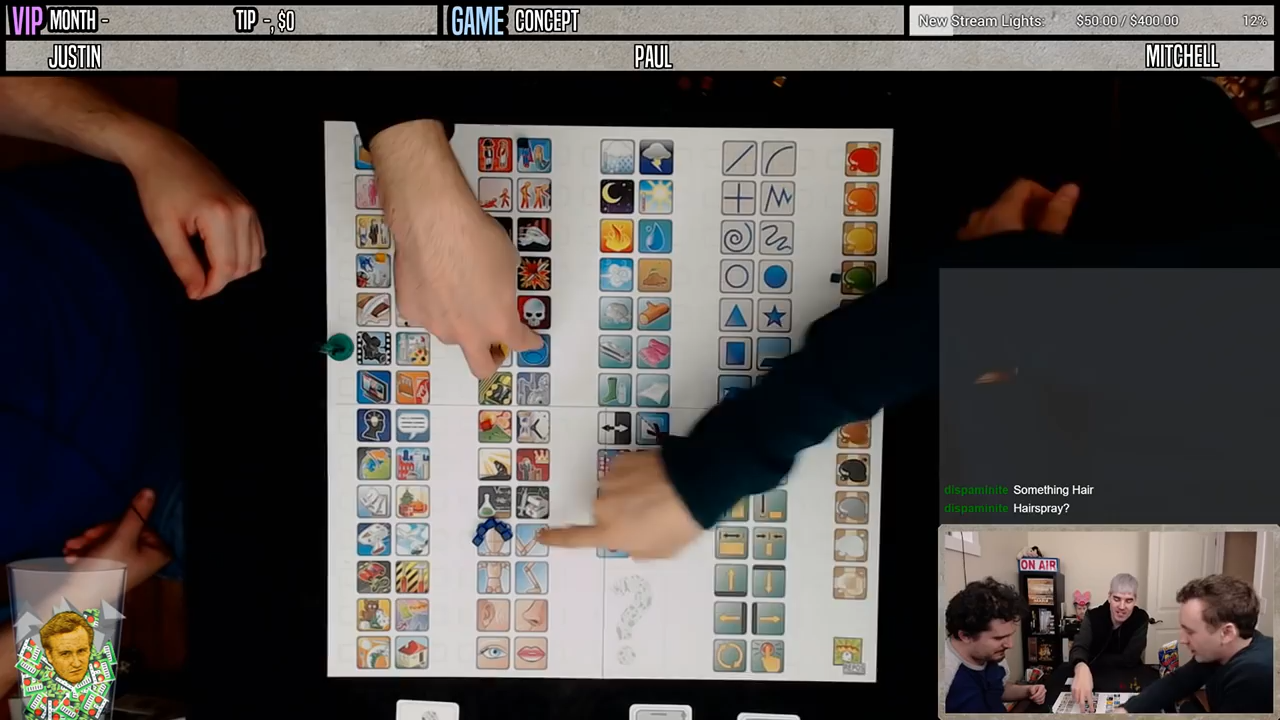 VIP MONTH -
TIP -, $0
GAME CONCEPT
New Stream Lights: $50.00 / $400.00 12%
JUSTIN
PAUL
MITCHELL
dispaminite Something Hair
dispaminite Hairspray?
ON AIR